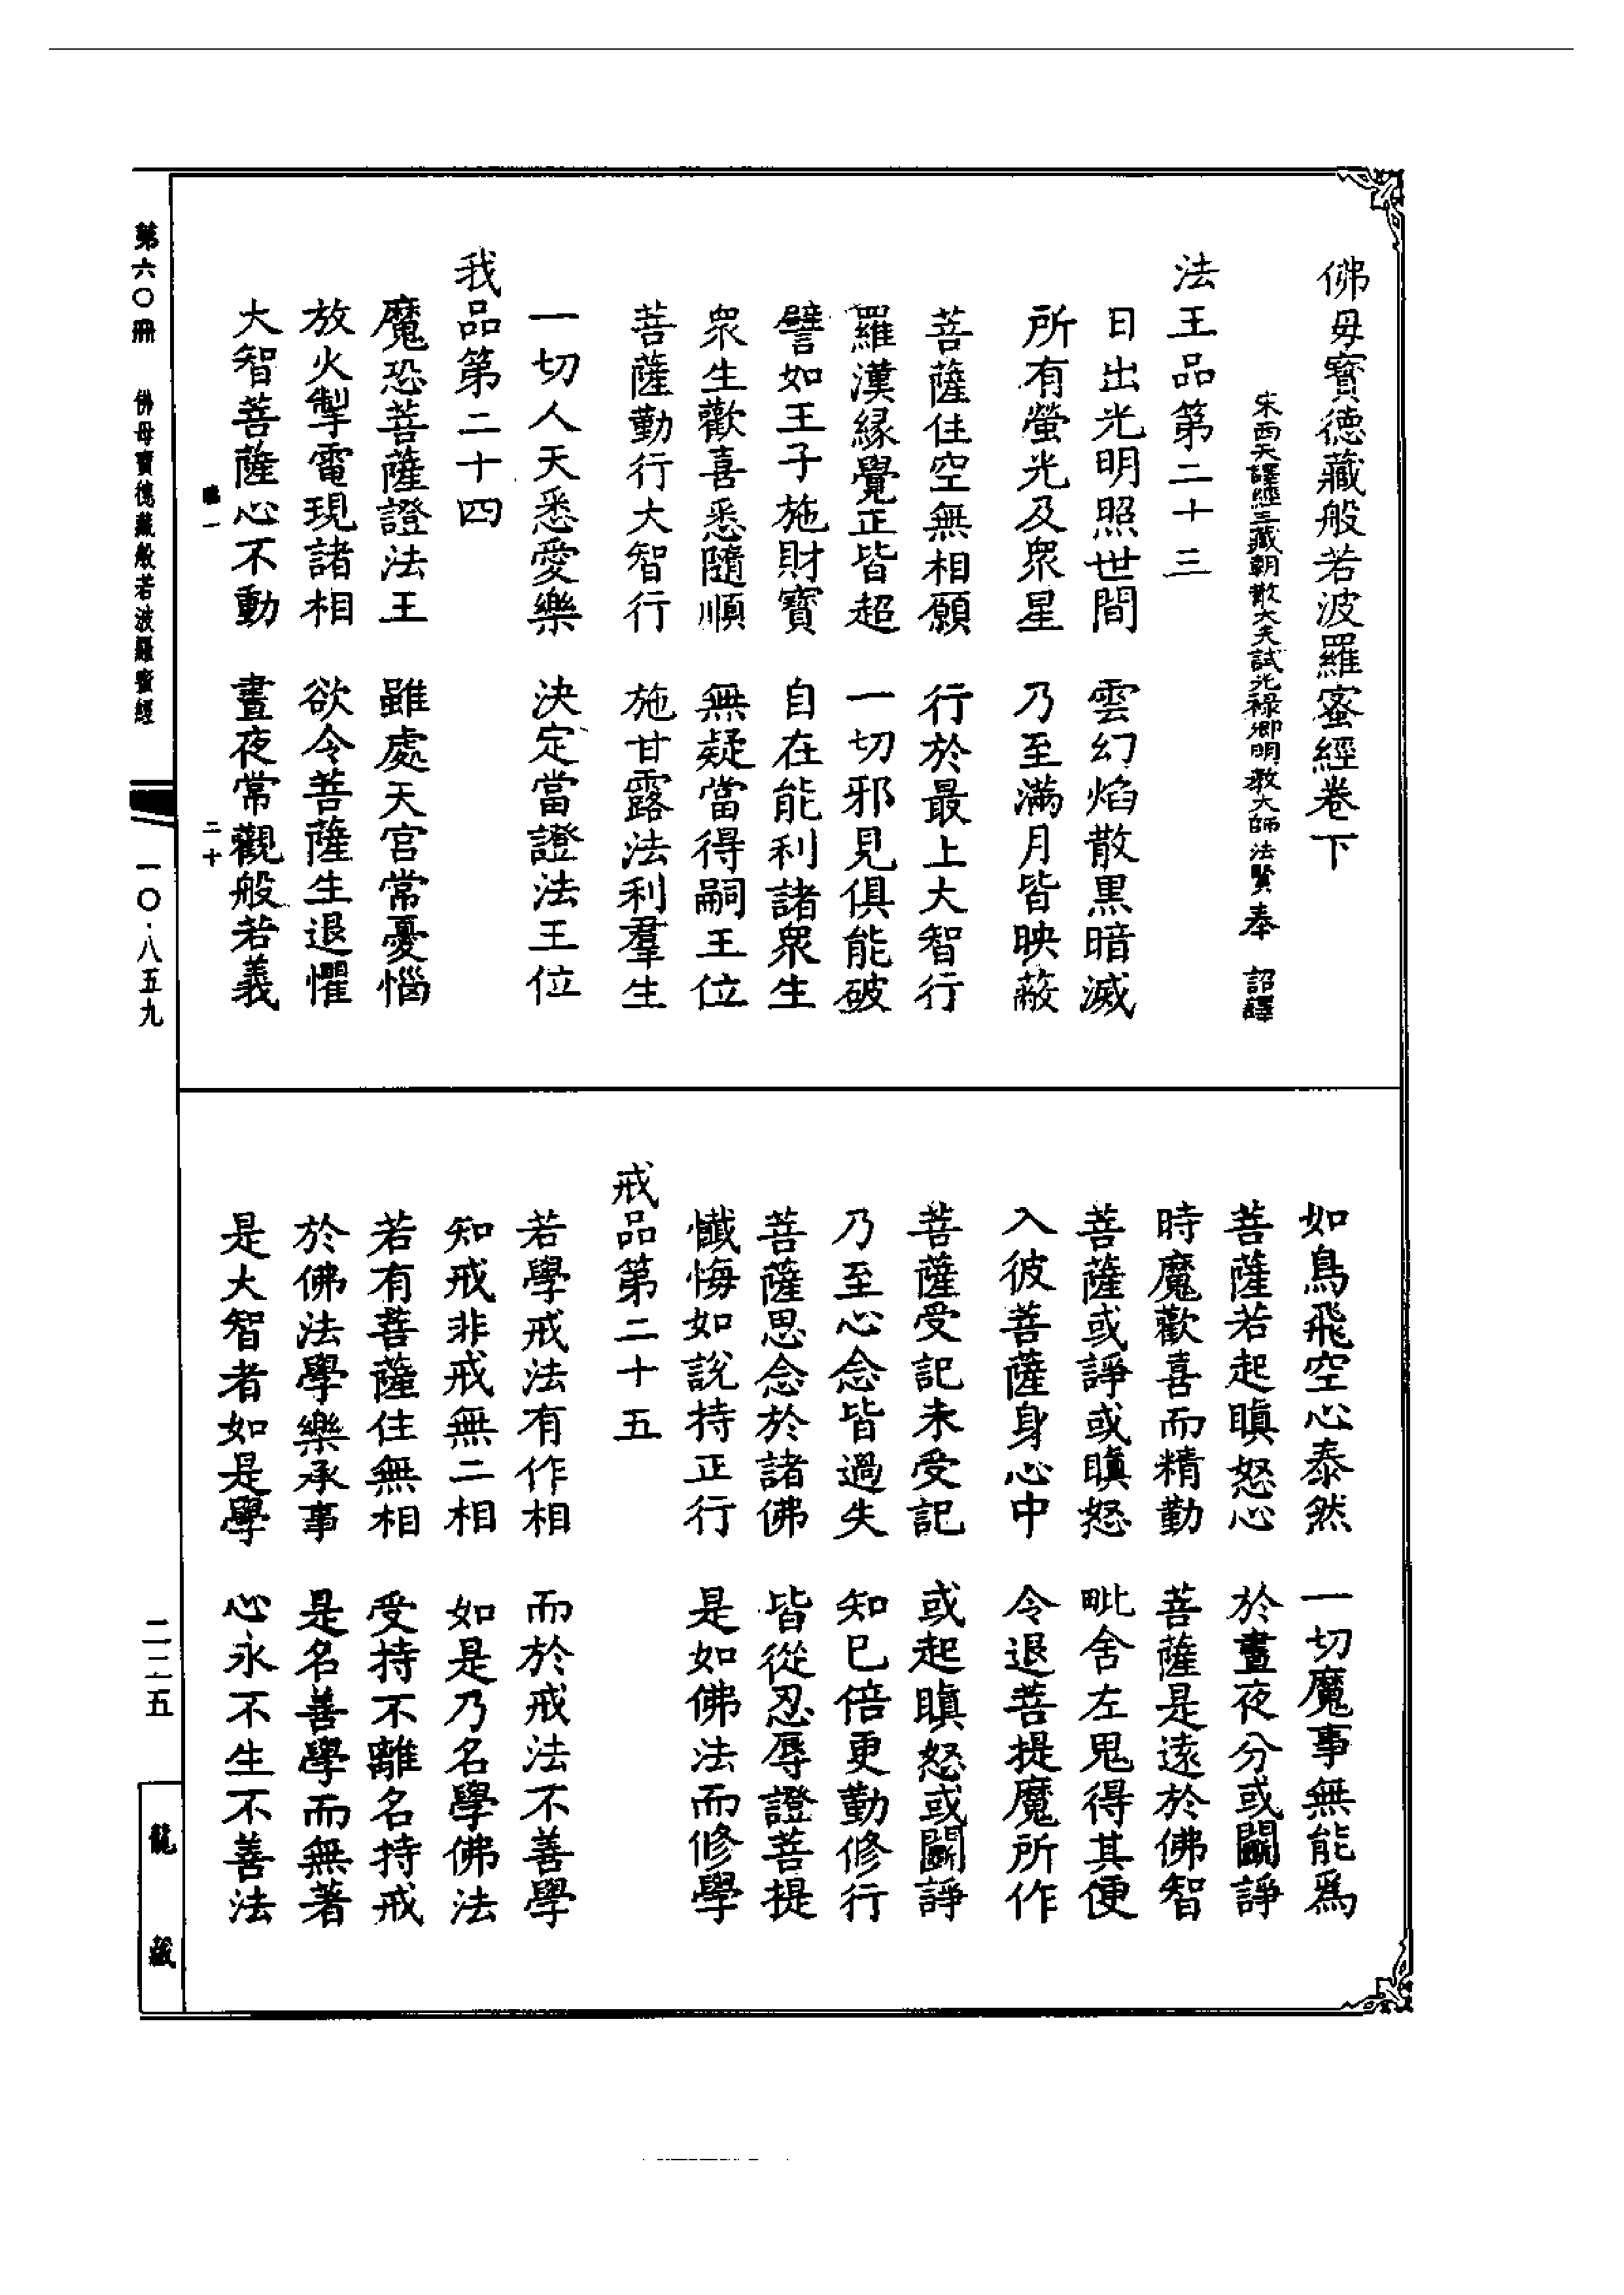 佛毋寳德藏般若波羅蜜經卷下
宋西天譯經三藏朝散大夫試光禄卿明教大師法賢奉 詔譯
法王品第二十三
日出光明照世間 雲幻焰散黒暗滅
所有螢光及眾星 乃至滿月皆映蔽
菩薩住空無相願 行於最上大智行
羅漢緣覺正皆超 一切邪見俱能破
譬如王子施財寶 自在能利諸眾生
眾生歡喜悉隨順 無疑當得嗣王位
菩薩勤行大智行 施甘露法利羣生
一切人天悉愛樂 決定當證法王位
我品第二十四
魔恐菩薩證法王 雖處天宮常憂惱
放火掣電現諸相 欲令菩薩生退懼
大智菩薩心不動 晝夜常觀般若義
如鳥飛空心泰然 一切魔事無能爲
菩薩若起瞋怒心 於晝夜分或鬭諍
時魔歡喜而精勤 菩薩是遠於佛智
菩薩或諍或瞋怒 毗舍左鬼得其便
入彼菩薩身心中 令退菩提魔所作
菩薩受記未受記 或起瞋怒或鬭諍
乃至心念皆過失 知已倍更勤修行
菩薩思念於諸佛 皆從忍辱證菩提
懺悔如說持正行 是如佛法而修學
戒品第二十五
若學戒法有作相 而於戒法不善學
知戒非戒無二相 如是乃名學佛法
若有菩薩住無相 受持不離名持戒
於佛法學樂承事 是名善學而無著
是大智者如是學 心永不生不善法
第六〇冊 佛母寶德藏般若波羅蜜經
一〇·八五九
二二五
龍藏
二十